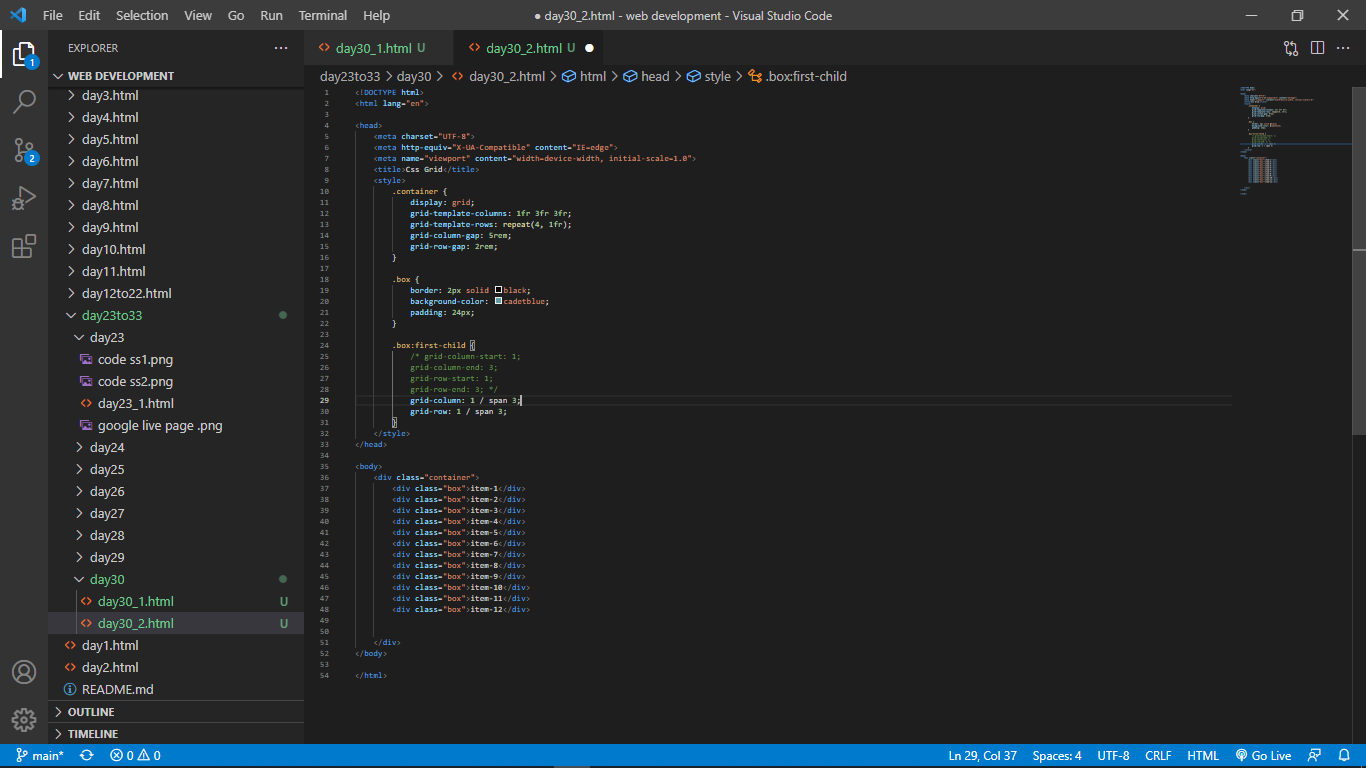 File Edit Selection View Go Run Terminal Help
● day30_2.html - web development - Visual Studio Code
EXPLORER
WEB DEVELOPMENT
day3.html
day4.html
day5.html
day6.html
day7.html
day8.html
day9.html
day10.html
day11.html
day12to22.html
day23to33
day23
code ss1.png
code ss2.png
day23_1.html
google live page .png
day24
day25
day26
day27
day28
day29
day30
day30_1.html U
day30_2.html U
day1.html
day2.html
README.md
OUTLINE
TIMELINE
1
2
day30_1.html U
day30_2.html U
day23to33 > day30 > day30_2.html > html > head > style > .box:first-child
1 <!DOCTYPE html>
2 <html lang="en">
3
4 <head>
5 <meta charset="UTF-8">
6 <meta http-equiv="X-UA-Compatible" content="IE=edge">
7 <meta name="viewport" content="width=device-width, initial-scale=1.0">
8 <title>Css Grid</title>
9 <style>
10 .container {
11 display: grid;
12 grid-template-columns: 1fr 3fr 3fr;
13 grid-template-rows: repeat(4, 1fr);
14 grid-column-gap: 5rem;
15 grid-row-gap: 2rem;
16 }
17
18 .box {
19 border: 2px solid black;
20 background-color: cadetblue;
21 padding: 24px;
22 }
23
24 .box:first-child {
25 /* grid-column-start: 1;
26 grid-column-end: 3;
27 grid-row-start: 1;
28 grid-row-end: 3; */
29 grid-column: 1 / span 3;
30 grid-row: 1 / span 3;
31 }
32 </style>
33 </head>
34
35 <body>
36 <div class="container">
37 <div class="box">item-1</div>
38 <div class="box">item-2</div>
39 <div class="box">item-3</div>
40 <div class="box">item-4</div>
41 <div class="box">item-5</div>
42 <div class="box">item-6</div>
43 <div class="box">item-7</div>
44 <div class="box">item-8</div>
45 <div class="box">item-9</div>
46 <div class="box">item-10</div>
47 <div class="box">item-11</div>
48 <div class="box">item-12</div>
49
50
51 </div>
52 </body>
53
54 </html>
main* 0 0 Ln 29, Col 37 Spaces: 4 UTF-8 CRLF HTML Go Live